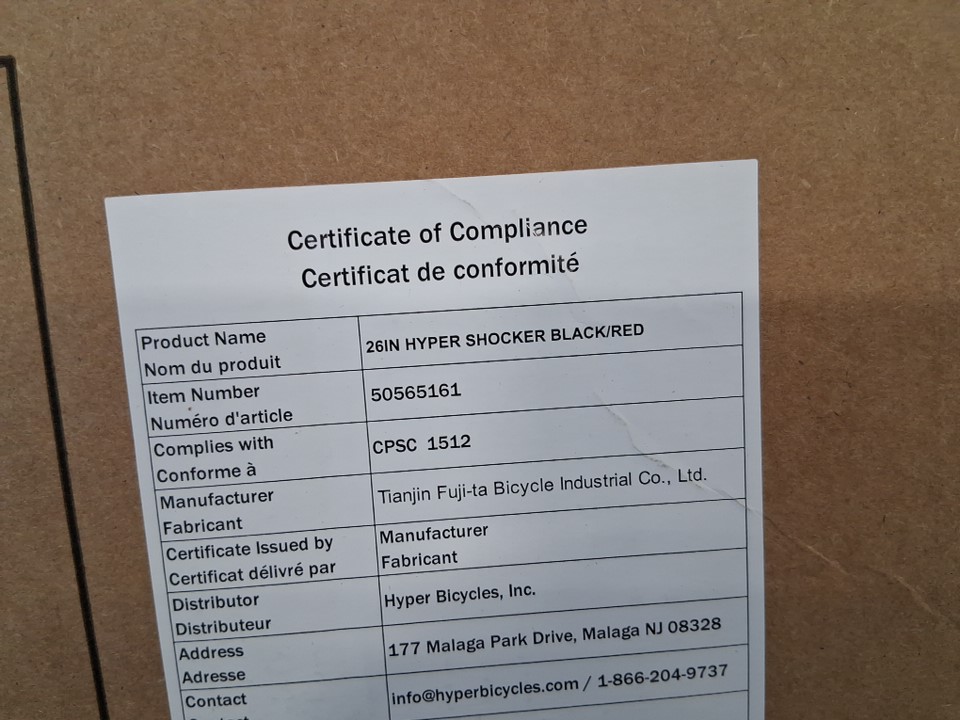 Certificate of Compliance
Certificat de conformité
Product Name
Nom du produit
26IN HYPER SHOCKER BLACK/RED
Item Number
Numéro d'article
50565161
Complies with
Conforme à
CPSC 1512
Manufacturer
Fabricant
Tianjin Fuji-ta Bicycle Industrial Co., Ltd.
Certificate Issued by
Certificat délivré par
Manufacturer
Fabricant
Distributor
Distributeur
Hyper Bicycles, Inc.
Address
Adresse
177 Malaga Park Drive, Malaga NJ 08328
Contact
info@hyperbicycles.com / 1-866-204-9737